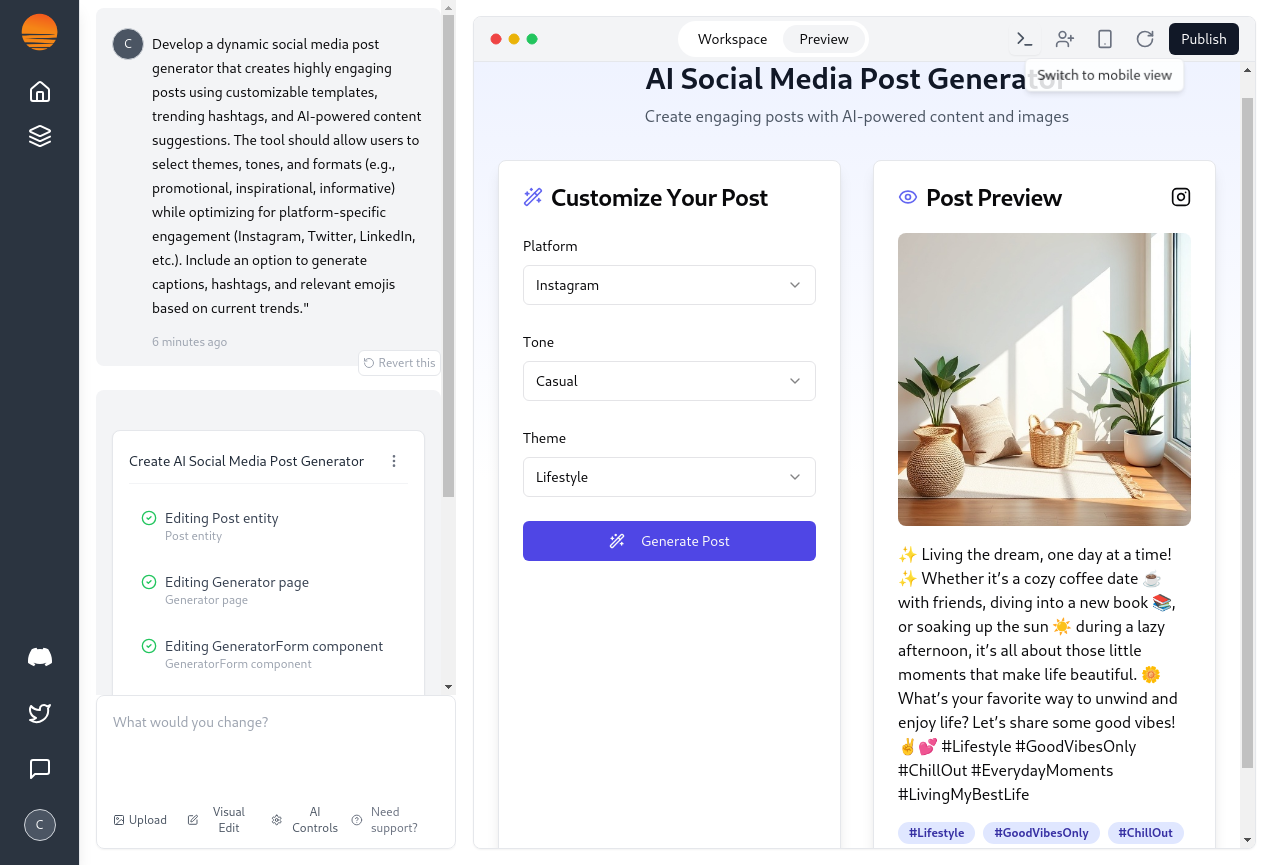 C
Develop a dynamic social media post
generator that creates highly engaging
posts using customizable templates,
trending hashtags, and AI-powered content
suggestions. The tool should allow users to
select themes, tones, and formats (e.g.,
promotional, inspirational, informative)
while optimizing for platform-specific
engagement (Instagram, Twitter, LinkedIn,
etc.). Include an option to generate
captions, hashtags, and relevant emojis
based on current trends."
6 minutes ago
Revert this
Create AI Social Media Post Generator
Editing Post entity
Post entity
Editing Generator page
Generator page
Editing GeneratorForm component
GeneratorForm component
What would you change?
Upload
Visual
Edit
AI
Controls
Need
support?
C
Workspace
Preview
Publish
Switch to mobile view
AI Social Media Post Generator
Create engaging posts with AI-powered content and images
Customize Your Post
Platform
Instagram
Tone
Casual
Theme
Lifestyle
Generate Post
Post Preview
✨ Living the dream, one day at a time!
✨ Whether it’s a cozy coffee date ☕
with friends, diving into a new book 📚,
or soaking up the sun ☀️ during a lazy
afternoon, it’s all about those little
moments that make life beautiful. 🌼
What’s your favorite way to unwind and
enjoy life? Let’s share some good vibes!
✌️💕 #Lifestyle #GoodVibesOnly
#ChillOut #EverydayMoments
#LivingMyBestLife
#Lifestyle #GoodVibesOnly #ChillOut